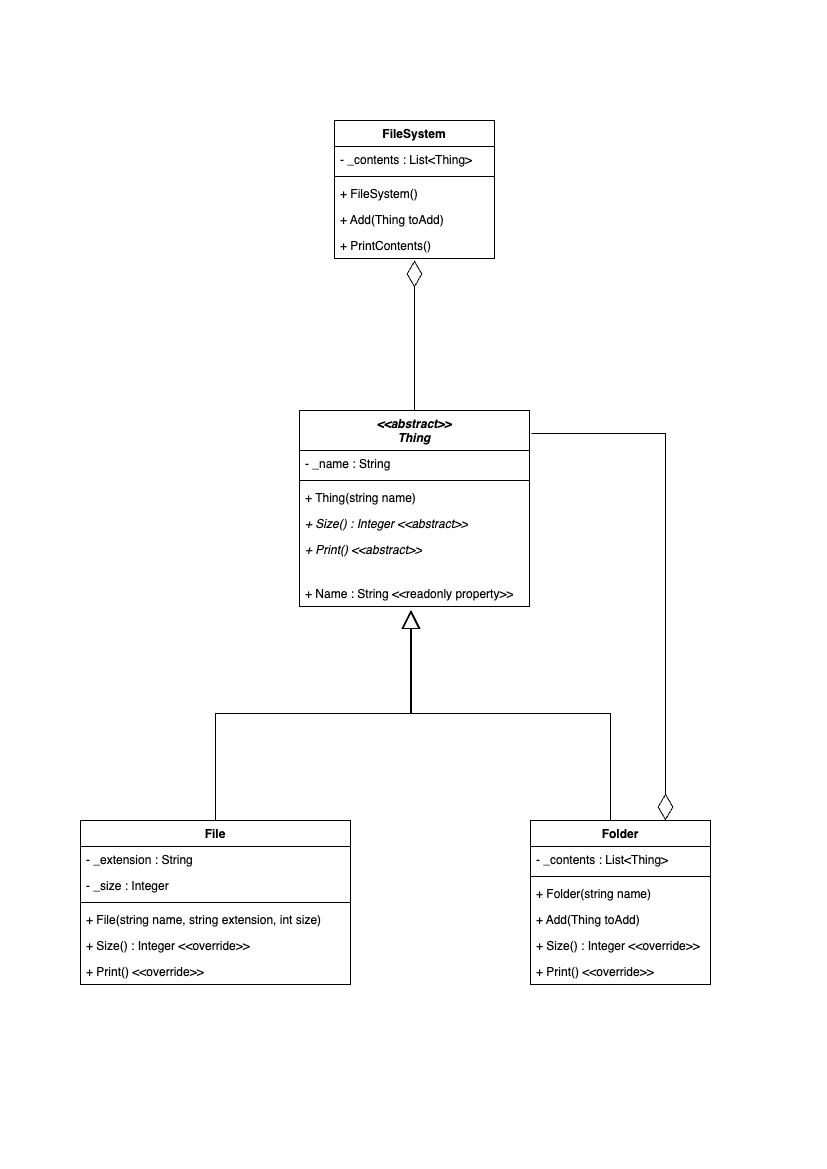 FileSystem
- _contents : List<Thing>
+ FileSystem()
+ Add(Thing toAdd)
+ PrintContents()
<<abstract>>
Thing
- _name : String
+ Thing(string name)
+ Size() : Integer <<abstract>>
+ Print() <<abstract>>
+ Name : String <<readonly property>>
File
- _extension : String
- _size : Integer
+ File(string name, string extension, int size)
+ Size() : Integer <<override>>
+ Print() <<override>>
Folder
- _contents : List<Thing>
+ Folder(string name)
+ Add(Thing toAdd)
+ Size() : Integer <<override>>
+ Print() <<override>>